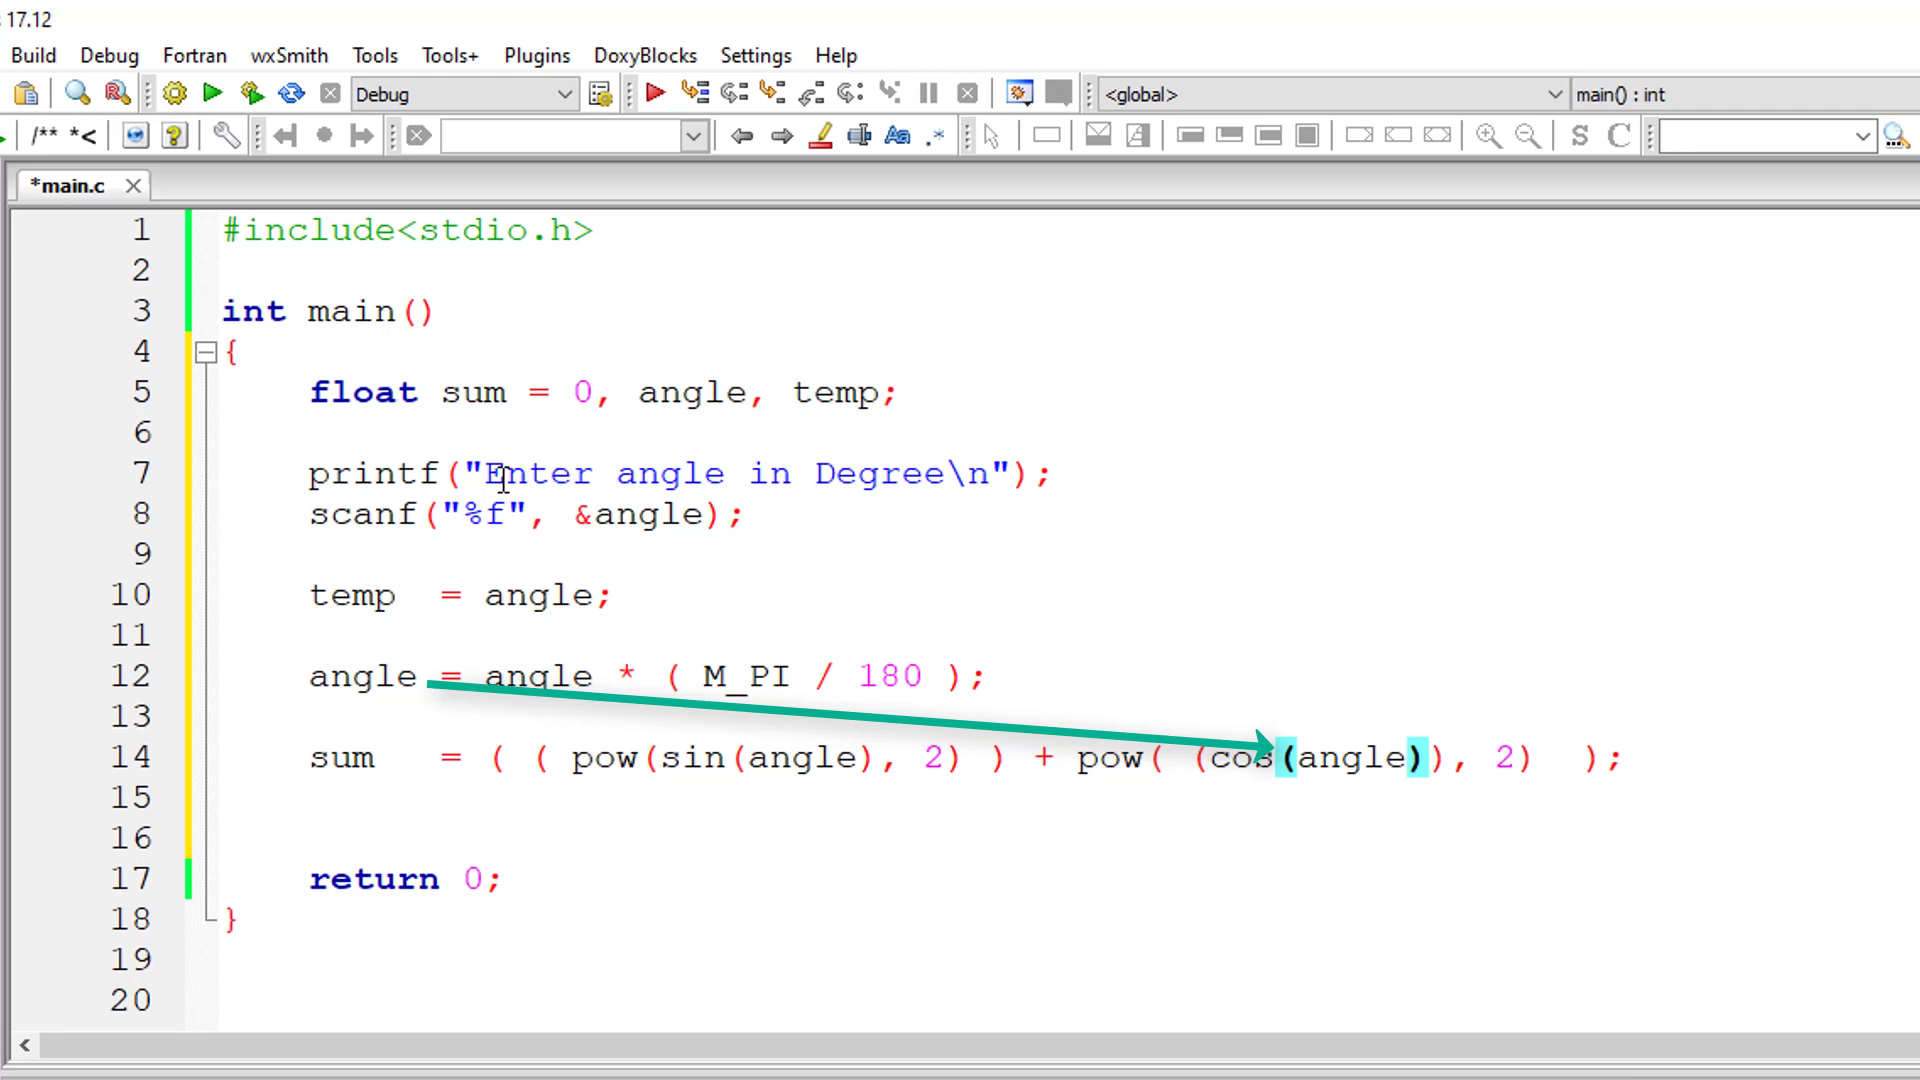 17.12
Build Debug Fortran wxSmith Tools Tools+ Plugins DoxyBlocks Settings Help
Debug <global> main() : int
/** *< Aa .* S C
*main.c
1 #include<stdio.h>
2
3 int main()
4 {
5 float sum = 0, angle, temp;
6
7 printf("Enter angle in Degree\n");
8 scanf("%f", &angle);
9
10 temp = angle;
11
12 angle = angle * ( M_PI / 180 );
13
14 sum = ( ( pow(sin(angle), 2) ) + pow( (cos(angle)), 2) );
15
16
17 return 0;
18 }
19
20